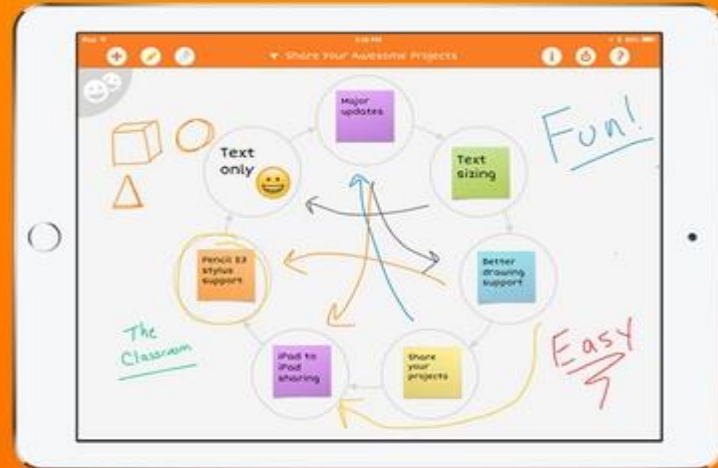 Share Your Awesome Projects
Major
updates
Fun!
Text
only
Text
sizing
Pencil &
stylus
support
Better
drawing
support
The
Classroom
iPad to
iPad
sharing
Share
your
projects
Easy